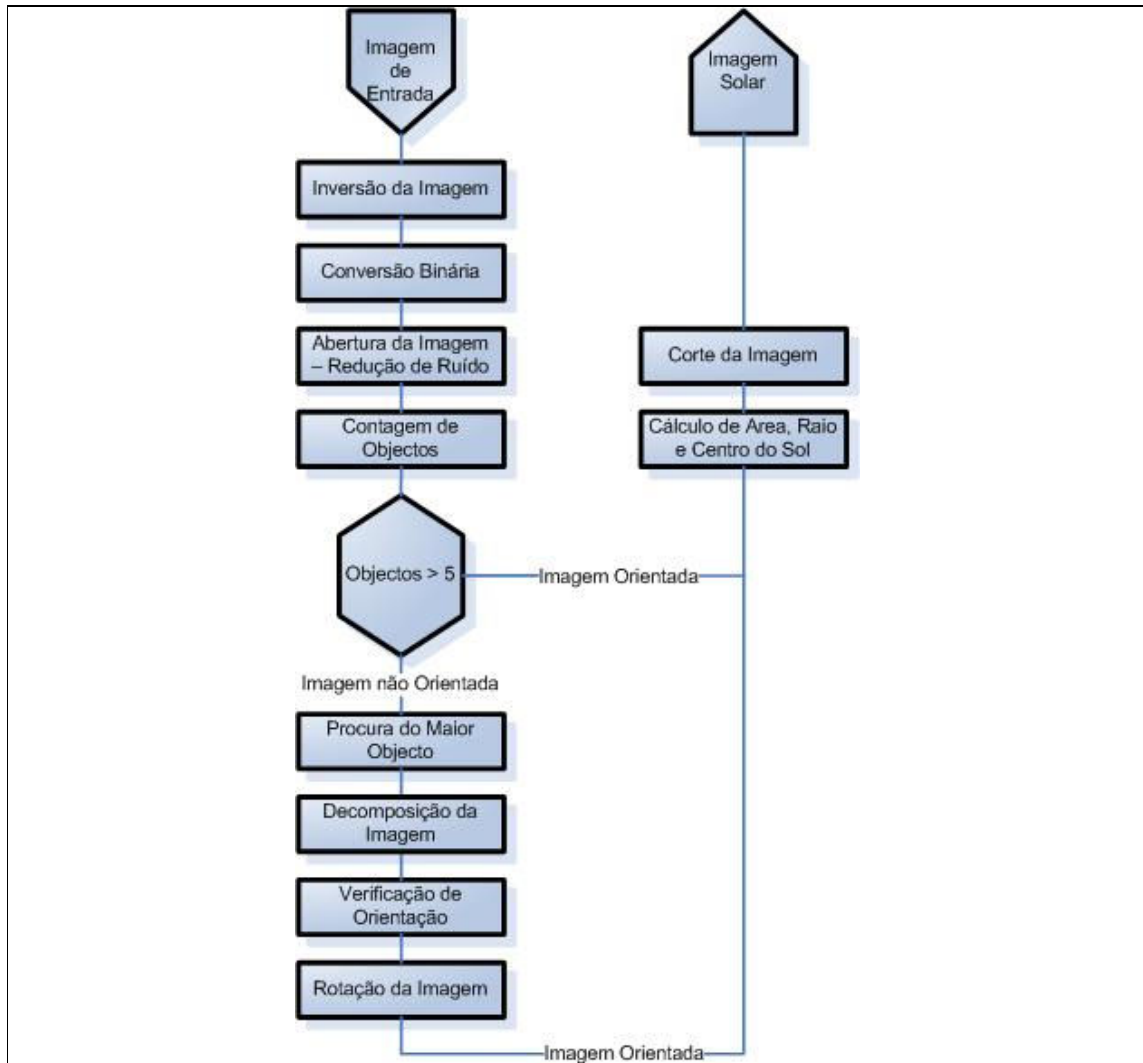 Imagem
de
Entrada
Inversão da Imagem
Conversão Binária
Abertura da Imagem
– Redução de Ruído
Contagem de
Objectos
Objectos > 5
Imagem Orientada
Imagem não Orientada
Procura do Maior
Objecto
Decomposição da
Imagem
Verificação de
Orientação
Rotação da Imagem
Imagem Orientada
Cálculo de Area, Raio
e Centro do Sol
Corte da Imagem
Imagem
Solar